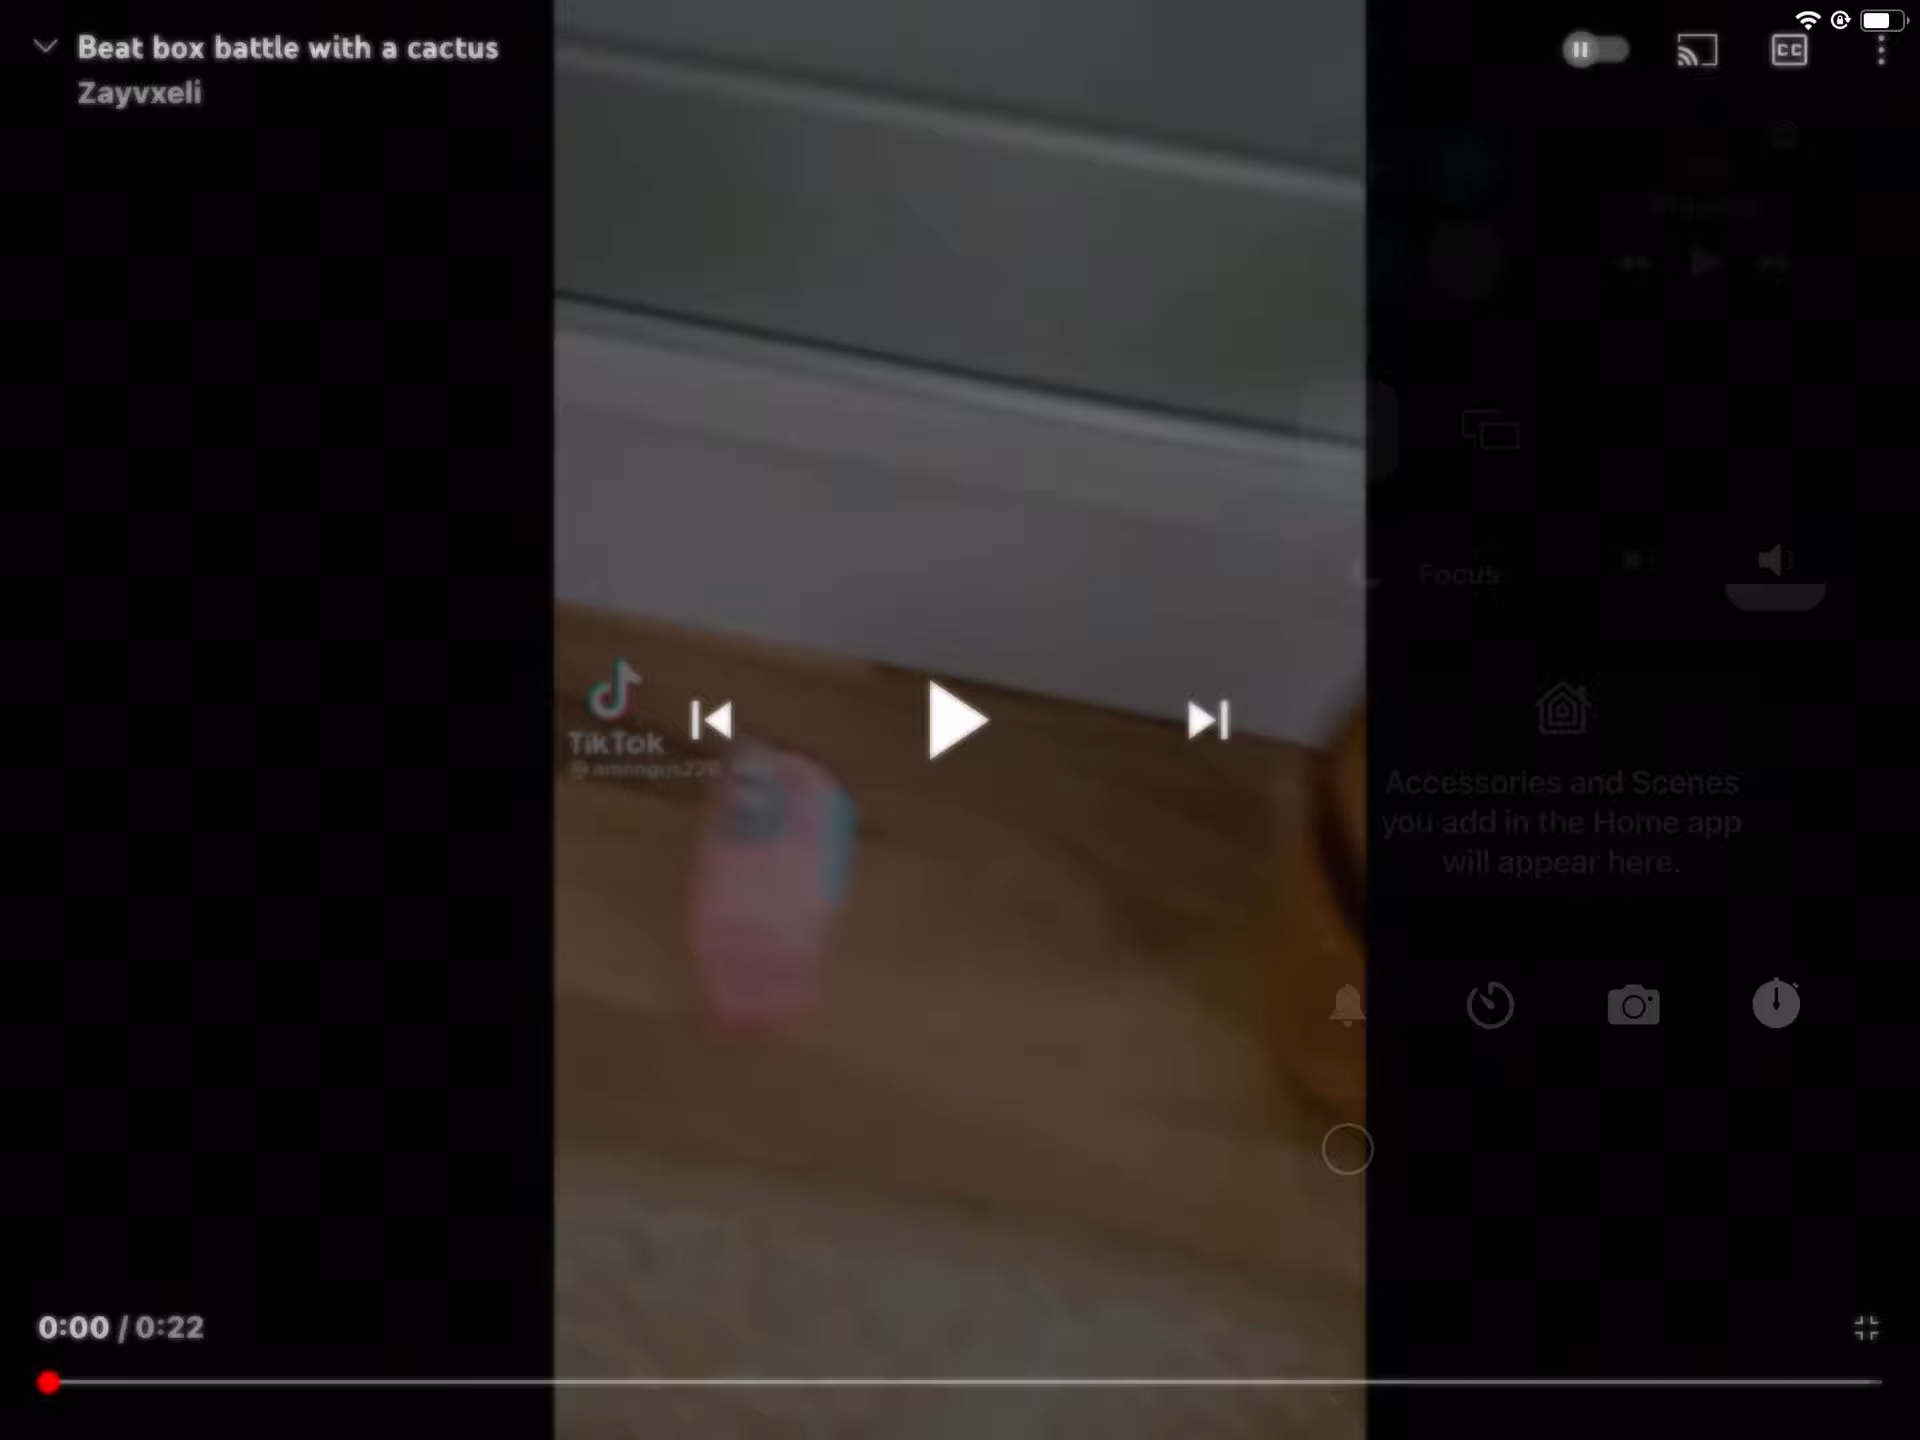 Beat box battle with a cactus
Zayvxeli
CC
Focus
TikTok
Accessories and Scenes
you add in the Home app
will appear here.
0:00 / 0:22